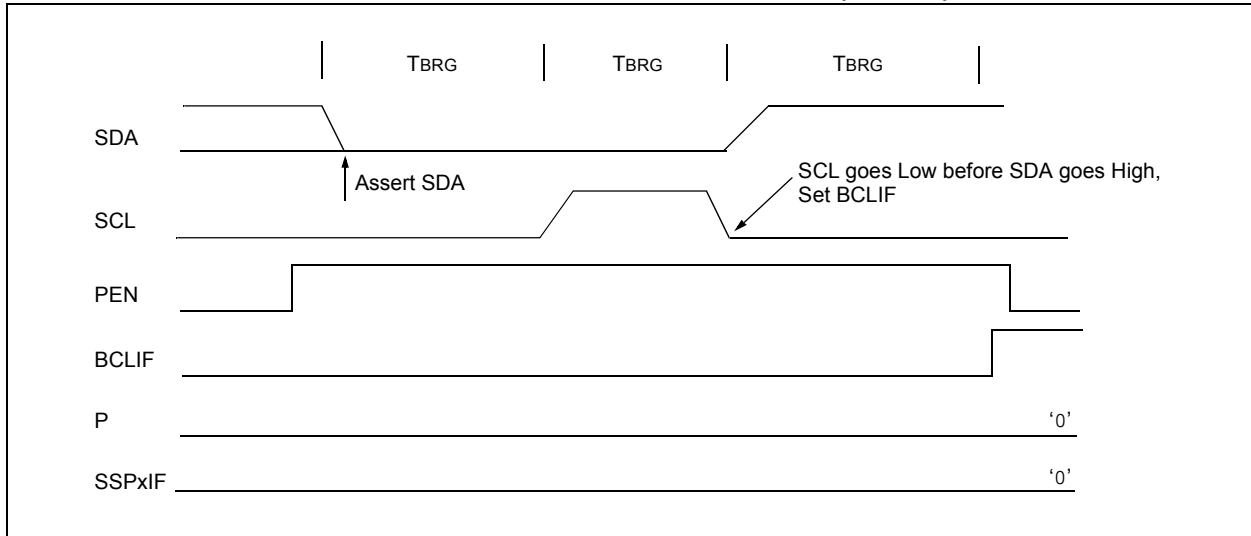 TBRG TBRG TBRG
SDA
Assert SDA
SCL goes Low before SDA goes High,
Set BCLIF
SCL
PEN
BCLIF
P '0'
SSPxIF '0'